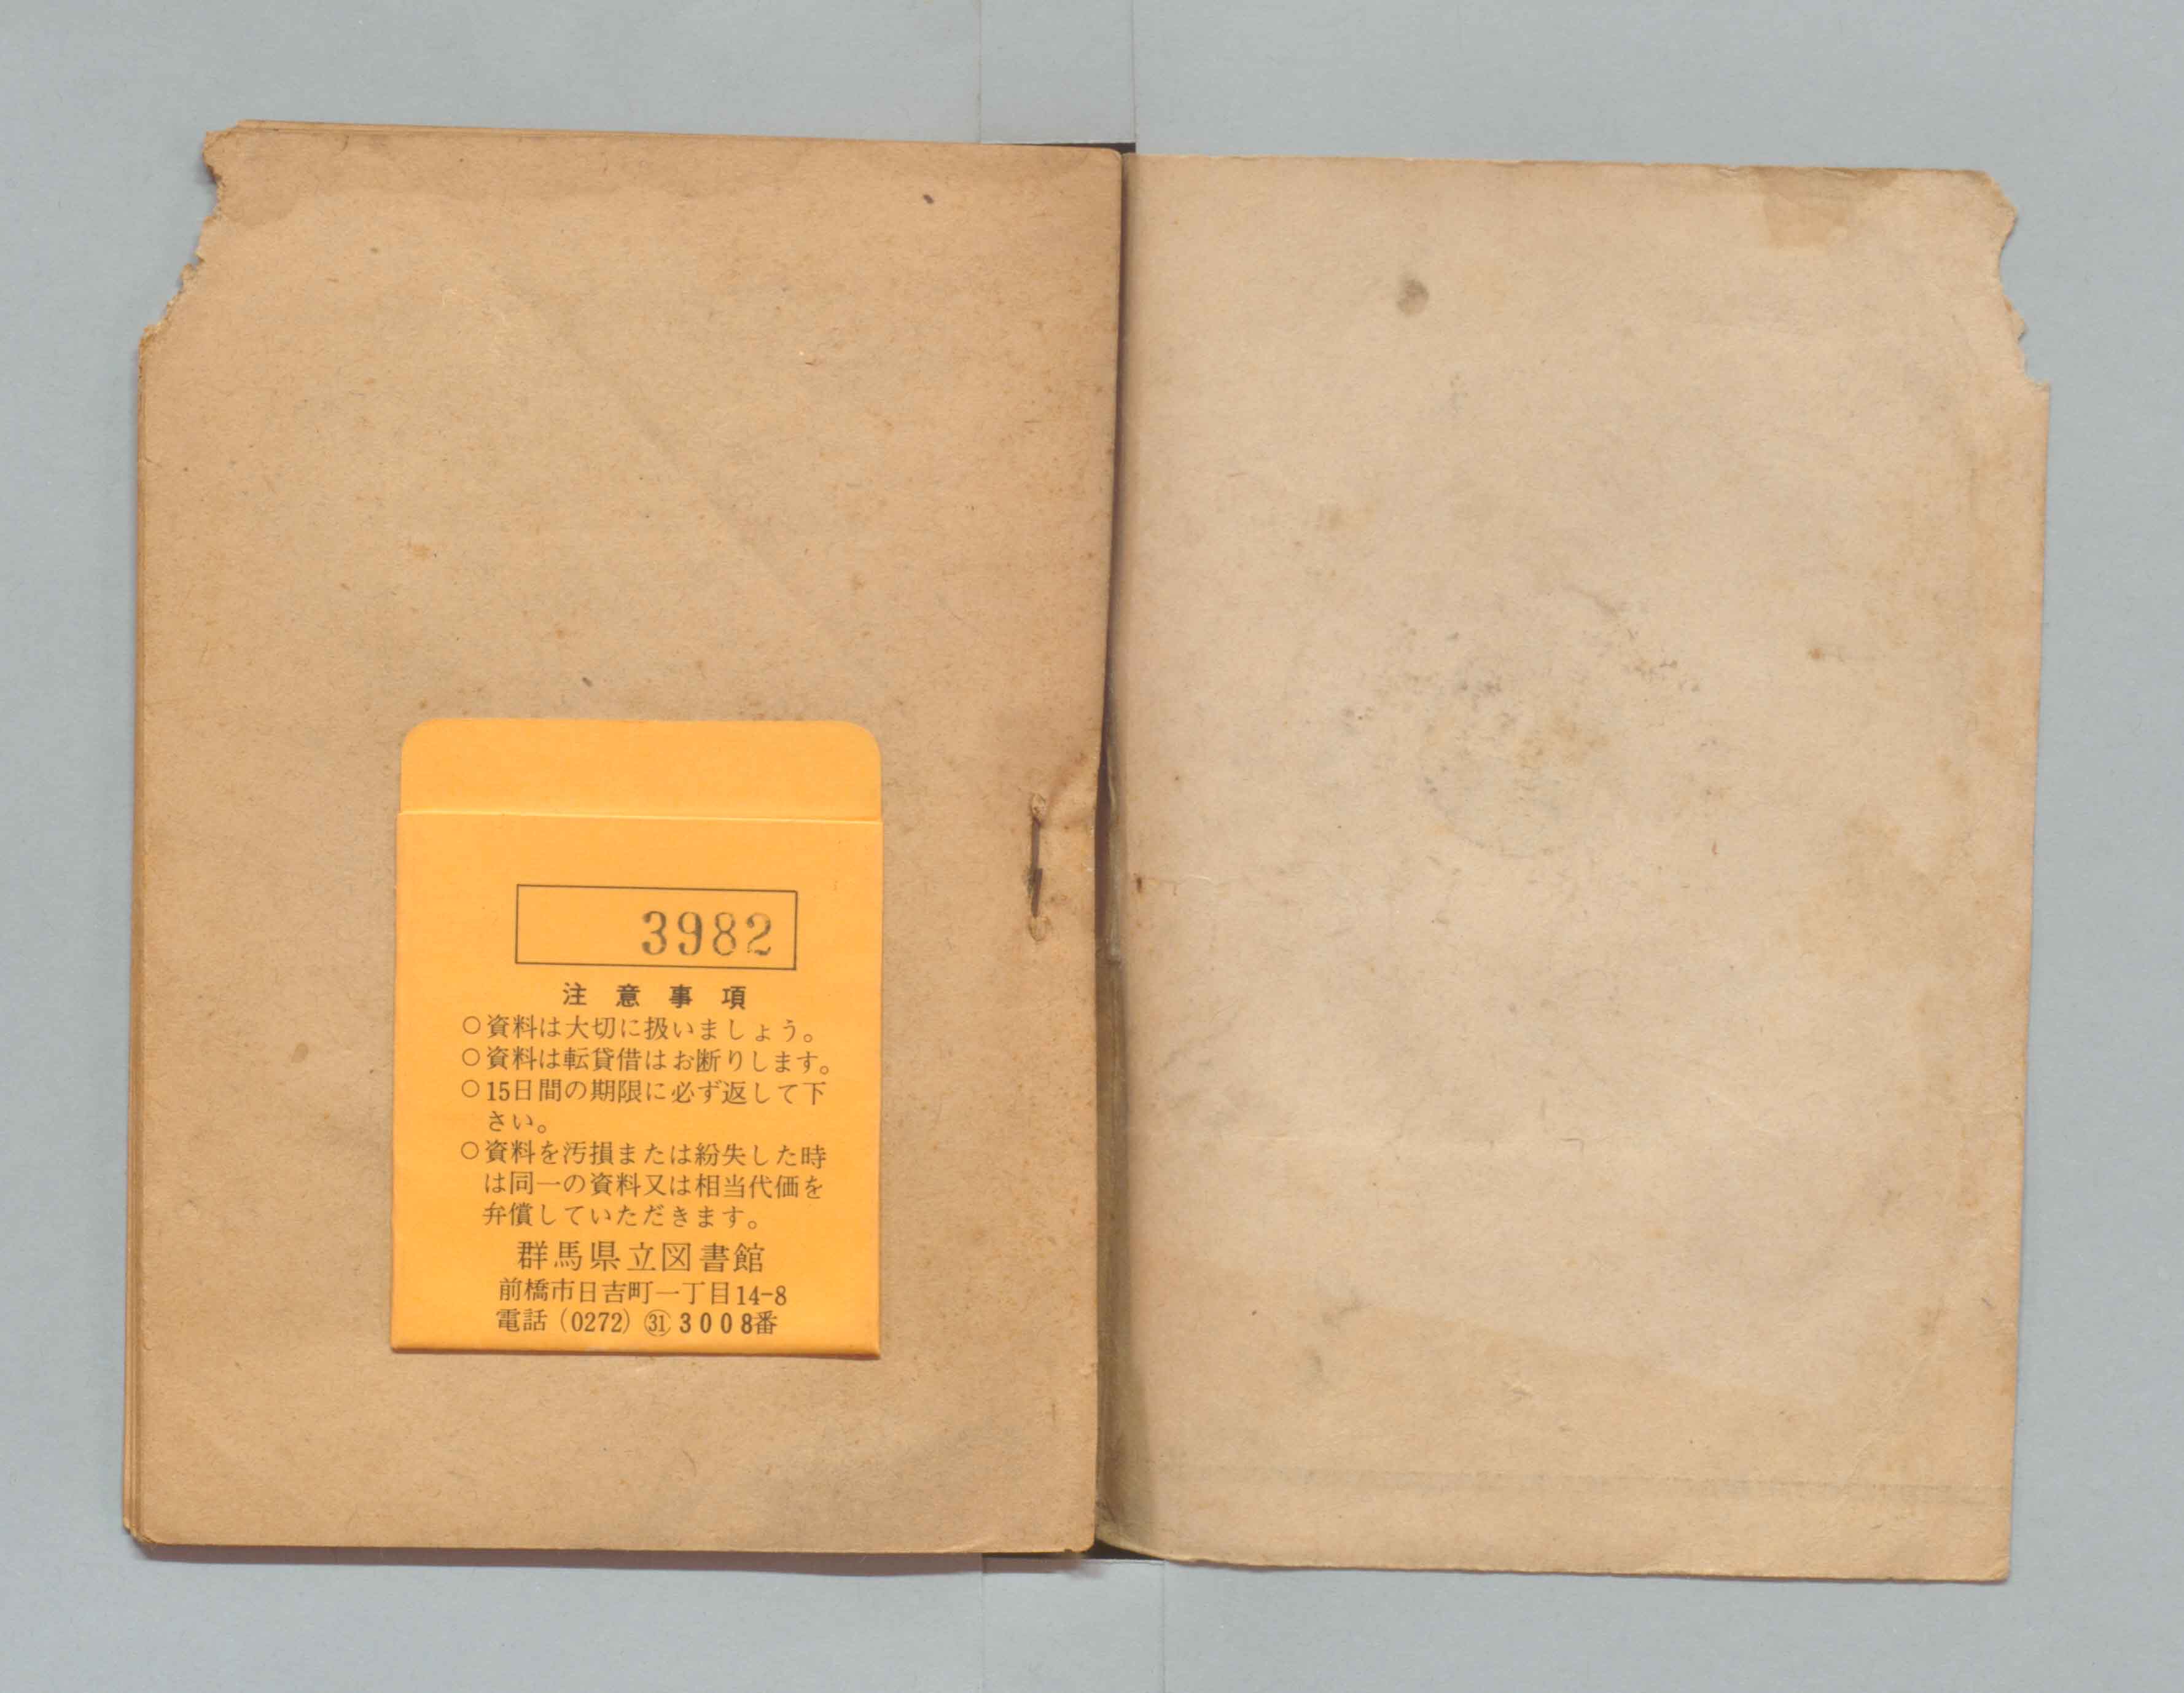 3982
注意事項
○資料は大切に扱いましょう。
○資料は転貸借はお断りします。
○15日間の期限に必ず返して下
さい。
○資料を汚損または紛失した時
は同一の資料又は相当代価を
弁償していただきます。
群馬県立図書館
前橋市日吉町一丁目14-8
電話(0272)㉛3008番